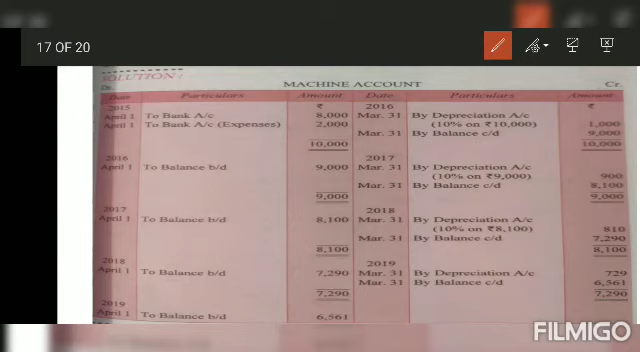 17 OF 20
SOLUTION :
MACHINE ACCOUNT
Dr. Cr.
Date Particulars Amount Date Particulars Amount
2015 ₹ 2016 ₹
April 1 To Bank A/c 8,000 Mar. 31 By Depreciation A/c
April 1 To Bank A/c (Expenses) 2,000 (10% on ₹10,000) 1,000
Mar. 31 By Balance c/d 9,000
10,000 10,000
2016 2017
April 1 To Balance b/d 9,000 Mar. 31 By Depreciation A/c
(10% on ₹9,000) 900
Mar. 31 By Balance c/d 8,100
9,000 9,000
2017 2018
April 1 To Balance b/d 8,100 Mar. 31 By Depreciation A/c
(10% on ₹8,100) 810
Mar. 31 By Balance c/d 7,290
8,100 8,100
2018 2019
April 1 To Balance b/d 7,290 Mar. 31 By Depreciation A/c 729
Mar. 31 By Balance c/d 6,561
7,290 7,290
2019
April 1 To Balance b/d 6,561
FILMIGO